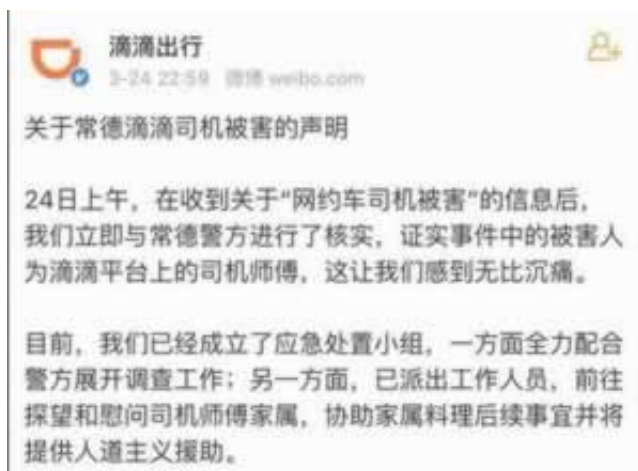 滴滴出行
3-24 22:59 微博 weibo.com
关于常德滴滴司机被害的声明
24日上午，在收到关于“网约车司机被害”的信息后，
我们立即与常德警方进行了核实，证实事件中的被害人
为滴滴平台上的司机师傅，这让我们感到无比沉痛。
目前，我们已经成立了应急处置小组，一方面全力配合
警方展开调查工作；另一方面，已派出工作人员，前往
探望和慰问司机师傅家属，协助家属料理后续事宜并将
提供人道主义援助。